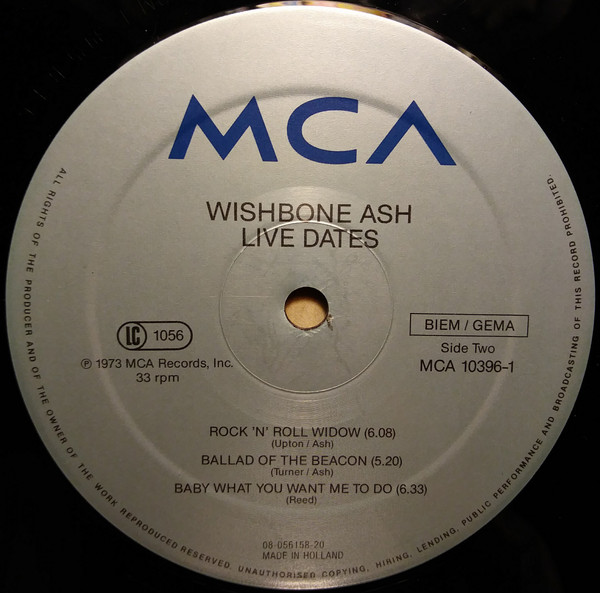 MCA
WISHBONE ASH
LIVE DATES
LC 1056
℗ 1973 MCA Records, Inc.
33 rpm
BIEM / GEMA
Side Two
MCA 10396-1
ROCK 'N' ROLL WIDOW (6.08)
(Upton / Ash)
BALLAD OF THE BEACON (5.20)
(Turner / Ash)
BABY WHAT YOU WANT ME TO DO (6.33)
(Reed)
08-056158-20
MADE IN HOLLAND
ALL RIGHTS OF THE PRODUCER AND OF THE OWNER OF THE WORK REPRODUCED RESERVED. UNAUTHORISED COPYING, HIRING, LENDING, PUBLIC PERFORMANCE AND BROADCASTING OF THIS RECORD PROHIBITED.